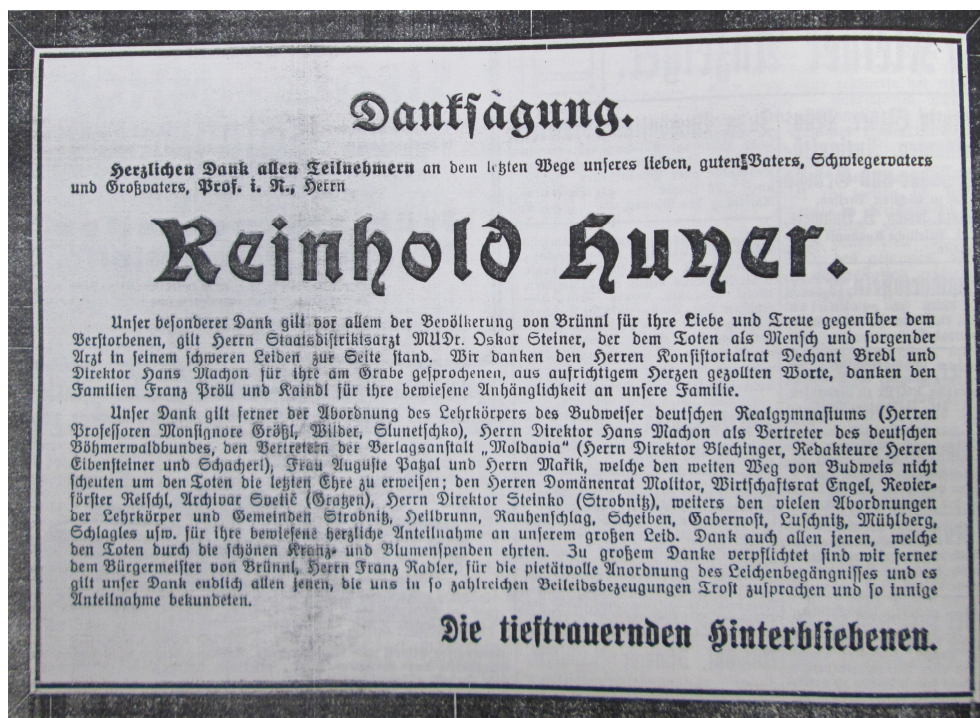 Danksagung.
Herzlichen Dank allen Teilnehmern an dem letzten Wege unseres lieben, guten Vaters, Schwiegervaters
und Großvaters, Prof. i. R., Herrn
Reinhold Huyer.
Unser besonderer Dank gilt vor allem der Bevölkerung von Brünnl für ihre Liebe und Treue gegenüber dem
Verstorbenen, gilt Herrn Staatsdistriktsarzt MUDr. Oskar Steiner, der dem Toten als Mensch und sorgender
Arzt in seinem schweren Leiden zur Seite stand. Wir danken den Herren Konsistorialrat Dechant Bredl und
Direktor Hans Machon für ihre am Grabe gesprochenen, aus aufrichtigem Herzen gezollten Worte, danken den
Familien Franz Pröll und Kaindl für ihre bewiesene Anhänglichkeit an unsere Familie.
Unser Dank gilt ferner der Abordnung des Lehrkörpers des Budweiser deutschen Realgymnasiums (Herren
Professoren Monsignore Größl, Wilder, Slunetschko), Herrn Direktor Hans Machon als Vertreter des deutschen
Böhmerwaldbundes, den Vertretern der Verlagsanstalt „Moldavia“ (Herren Direktor Blechinger, Redakteure Herren
Eibensteiner und Schacherl), Frau Auguste Patzal und Herrn Mařik, welche den weiten Weg von Budweis nicht
scheuten um den Toten die letzten Ehre zu erweisen; den Herren Domänenrat Molitor, Wirtschaftsrat Engel, Revier-
förster Reischl, Archivar Svetič (Gratzen), Herrn Direktor Steinko (Strobnitz), weiters den vielen Abordnungen
der Lehrkörper und Gemeinden Strobnitz, Heilbrunn, Rauhenschlag, Scheiben, Gabernost, Luschnitz, Mühlberg,
Schlagles usw. für ihre bewiesene herzliche Anteilnahme an unserem großen Leid. Dank auch allen jenen, welche
den Toten durch die schönen Kranz- und Blumenspenden ehrten. Zu großem Danke verpflichtet sind wir ferner
dem Bürgermeister von Brünnl, Herrn Franz Radler, für die pietätvolle Anordnung des Leichenbegängnisses und es
gilt unser Dank endlich allen jenen, die uns in so zahlreichen Beileidsbezeugungen Trost zusprachen und so innige
Anteilnahme bekundeten.
Die tieftrauernden Hinterbliebenen.